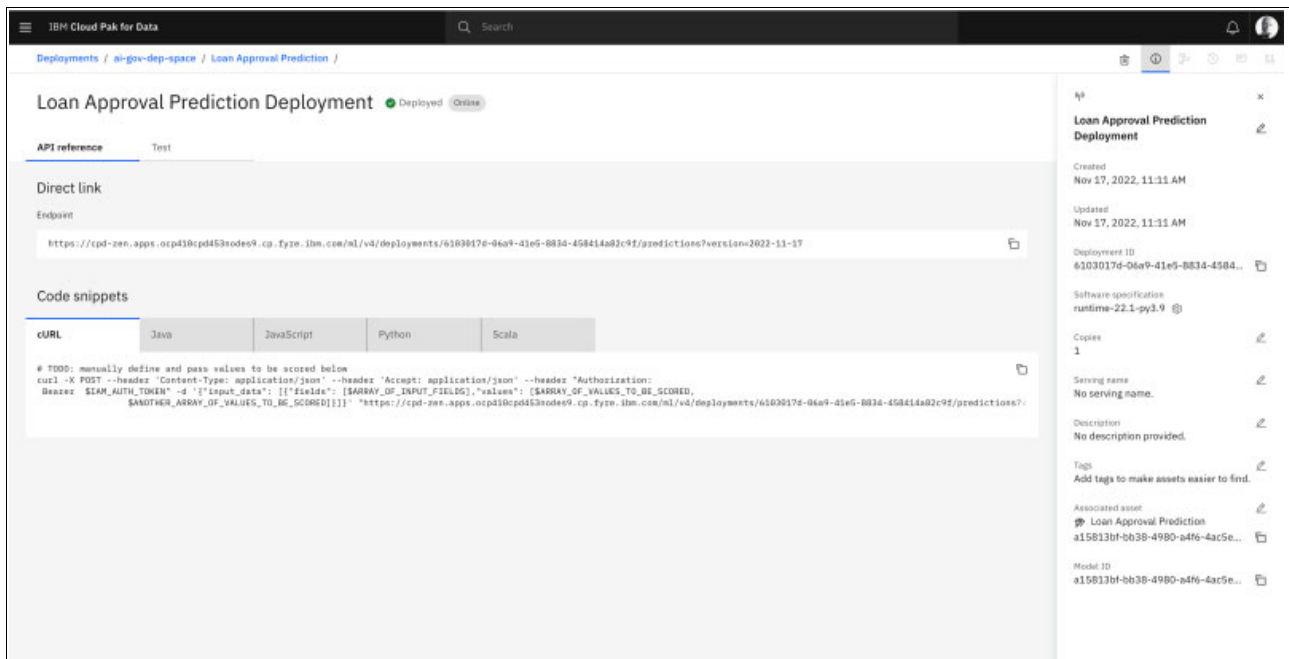 IBM Cloud Pak for Data
Search
Deployments / ai-gov-dep-space / Loan Approval Prediction /
Loan Approval Prediction Deployment Deployed Online
API reference Test
Direct link
Endpoint
https://cpd-zen.apps.ocp410cpd453nodes9.cp.fyre.ibm.com/ml/v4/deployments/6103017d-06a9-41e5-8834-458414a82c9f/predictions?version=2022-11-17
Code snippets
cURL Java JavaScript Python Scala
# TODO: manually define and pass values to be scored below
curl -X POST --header 'Content-Type: application/json' --header 'Accept: application/json' --header "Authorization:
Bearer $IAM_AUTH_TOKEN" -d '{"input_data": [{"fields": [$ARRAY_OF_INPUT_FIELDS],"values": [$ARRAY_OF_VALUES_TO_BE_SCORED,
$ANOTHER_ARRAY_OF_VALUES_TO_BE_SCORED]}]}' "https://cpd-zen.apps.ocp410cpd453nodes9.cp.fyre.ibm.com/ml/v4/deployments/6103017d-06a9-41e5-8834-458414a82c9f/predictions?
Loan Approval Prediction
Deployment
Created
Nov 17, 2022, 11:11 AM
Updated
Nov 17, 2022, 11:11 AM
Deployment ID
6103017d-06a9-41e5-8834-4584...
Software specification
runtime-22.1-py3.9
Copies
1
Serving name
No serving name.
Description
No description provided.
Tags
Add tags to make assets easier to find.
Associated asset
Loan Approval Prediction
a15813bf-bb38-4980-a4f6-4ac5e...
Model ID
a15813bf-bb38-4980-a4f6-4ac5e...